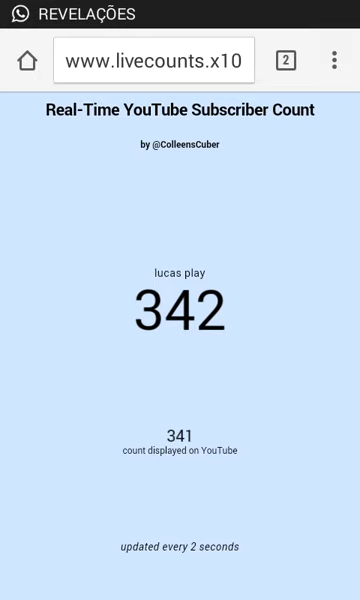 REVELAÇÕES
www.livecounts.x10
2
Real-Time YouTube Subscriber Count
by @ColleensCuber
lucas play
342
341
count displayed on YouTube
updated every 2 seconds